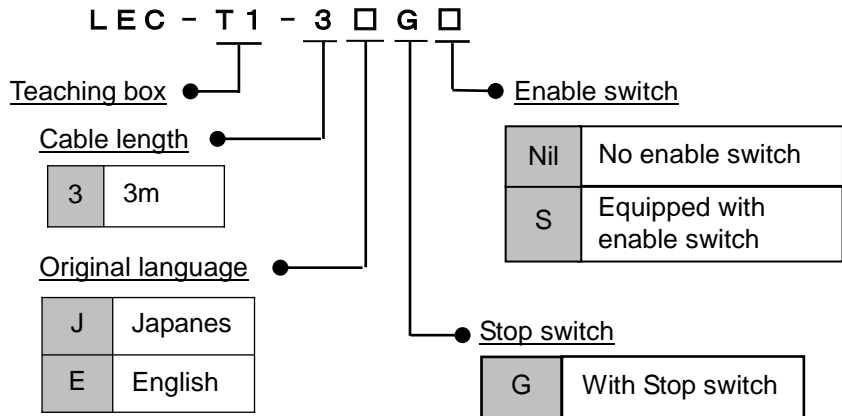 LEC-T1-3□G□
Teaching box
Enable switch
Cable length
Nil No enable switch
3 3m
S Equipped with
enable switch
Original language
J Japanes
Stop switch
E English
G With Stop switch